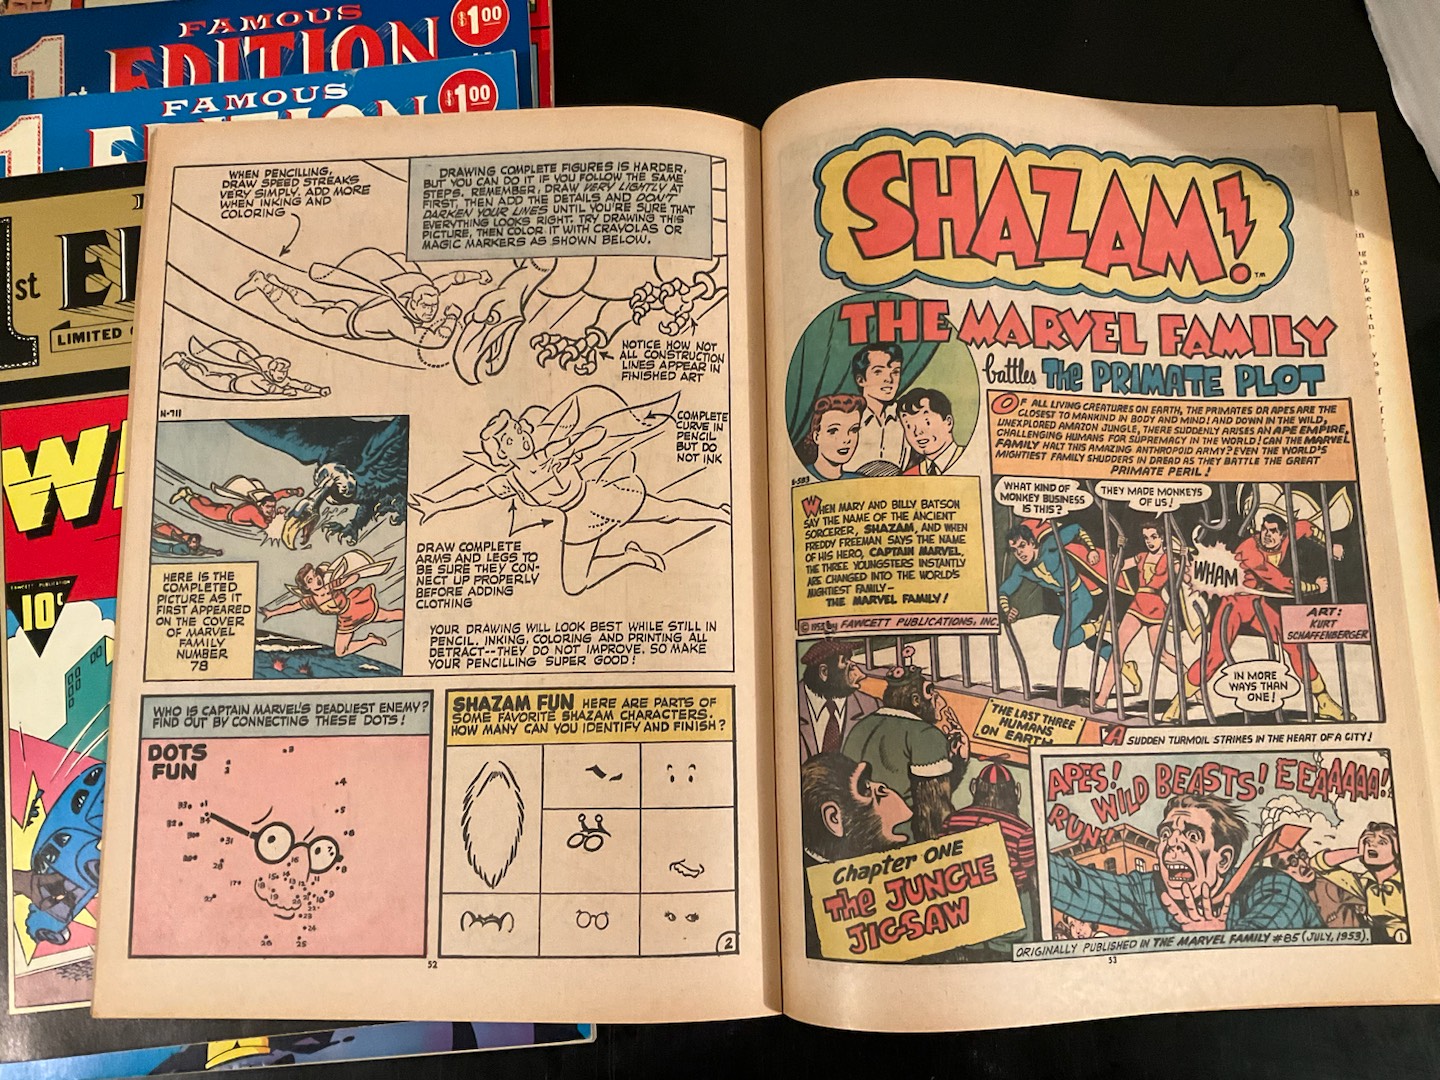 FAMOUS
$1.00
1st EDITION
FAMOUS
$1.00
1
st
LIMITED
FAWCETT PUBLICATION
10¢
WHEN PENCILLING,
DRAW SPEED STREAKS
VERY SIMPLY. ADD MORE
WHEN INKING AND
COLORING
DRAWING COMPLETE FIGURES IS HARDER,
BUT YOU CAN DO IT IF YOU FOLLOW THE SAME
STEPS. REMEMBER, DRAW VERY LIGHTLY AT
FIRST, THEN ADD THE DETAILS AND DON'T
DARKEN YOUR LINES UNTIL YOU'RE SURE THAT
EVERYTHING LOOKS RIGHT. TRY DRAWING THIS
PICTURE, THEN COLOR IT WITH CRAYOLAS OR
MAGIC MARKERS AS SHOWN BELOW.
NOTICE HOW NOT
ALL CONSTRUCTION
LINES APPEAR IN
FINISHED ART
N-711
COMPLETE
CURVE IN
PENCIL
BUT DO
NOT INK
HERE IS THE
COMPLETED
PICTURE AS IT
FIRST APPEARED
ON THE COVER
OF MARVEL
FAMILY
NUMBER
78
DRAW COMPLETE
ARMS AND LEGS TO
BE SURE THEY CON-
NECT UP PROPERLY
BEFORE ADDING
CLOTHING
YOUR DRAWING WILL LOOK BEST WHILE STILL IN
PENCIL. INKING, COLORING AND PRINTING ALL
DETRACT--THEY DO NOT IMPROVE. SO MAKE
YOUR PENCILLING SUPER GOOD!
WHO IS CAPTAIN MARVEL'S DEADLIEST ENEMY?
FIND OUT BY CONNECTING THESE DOTS!
DOTS
FUN
SHAZAM FUN HERE ARE PARTS OF
SOME FAVORITE SHAZAM CHARACTERS.
HOW MANY CAN YOU IDENTIFY AND FINISH?
2
52
SHAZAM!
TM
THE MARVEL FAMILY
battles THE PRIMATE PLOT
OF ALL LIVING CREATURES ON EARTH, THE PRIMATES OR APES ARE THE
CLOSEST TO MANKIND IN BODY AND MIND! AND DOWN IN THE WILD,
UNEXPLORED AMAZON JUNGLE, THERE SUDDENLY ARISES AN APE EMPIRE,
CHALLENGING HUMANS FOR SUPREMACY IN THE WORLD! CAN THE MARVEL
FAMILY HALT THIS AMAZING ANTHROPOID ARMY? EVEN THE WORLD'S
MIGHTIEST FAMILY SHUDDERS IN DREAD AS THEY BATTLE THE GREAT
PRIMATE PERIL!
WHEN MARY AND BILLY BATSON
SAY THE NAME OF THE ANCIENT
SORCERER, SHAZAM, AND WHEN
FREDDY FREEMAN SAYS THE NAME
OF HIS HERO, CAPTAIN MARVEL,
THE THREE YOUNGSTERS INSTANTLY
ARE CHANGED INTO THE WORLD'S
MIGHTIEST FAMILY--
THE MARVEL FAMILY!
© 1953 by FAWCETT PUBLICATIONS, INC.
WHAT KIND OF
MONKEY BUSINESS
IS THIS?
THEY MADE MONKEYS
OF US!
WHAM
ART:
KURT
SCHAFFENBERGER
IN MORE
WAYS THAN
ONE!
"THE LAST THREE
HUMANS
ON EARTH"
Chapter ONE
The JUNGLE
JIG-SAW
A SUDDEN TURMOIL STRIKES IN THE HEART OF A CITY!
APES! WILD BEASTS! EEAAAAA!
RUN!
ORIGINALLY PUBLISHED IN THE MARVEL FAMILY #85 (JULY, 1953).
1
53